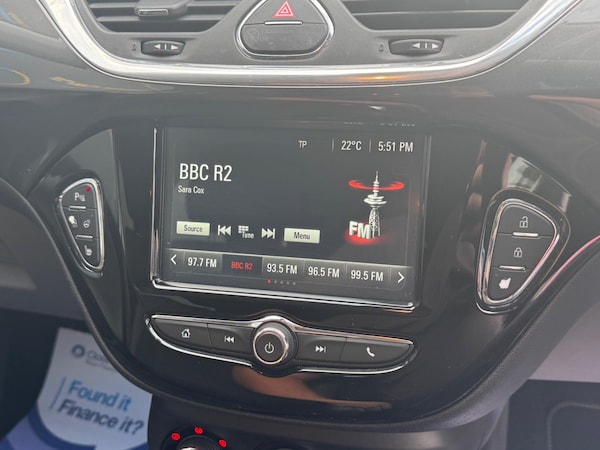 TP 22°C 5:51 PM
BBC R2
Sara Cox
Source Tune Menu
FM
97.7 FM BBC R2 93.5 FM 96.5 FM 99.5 FM
Found it
Finance it?